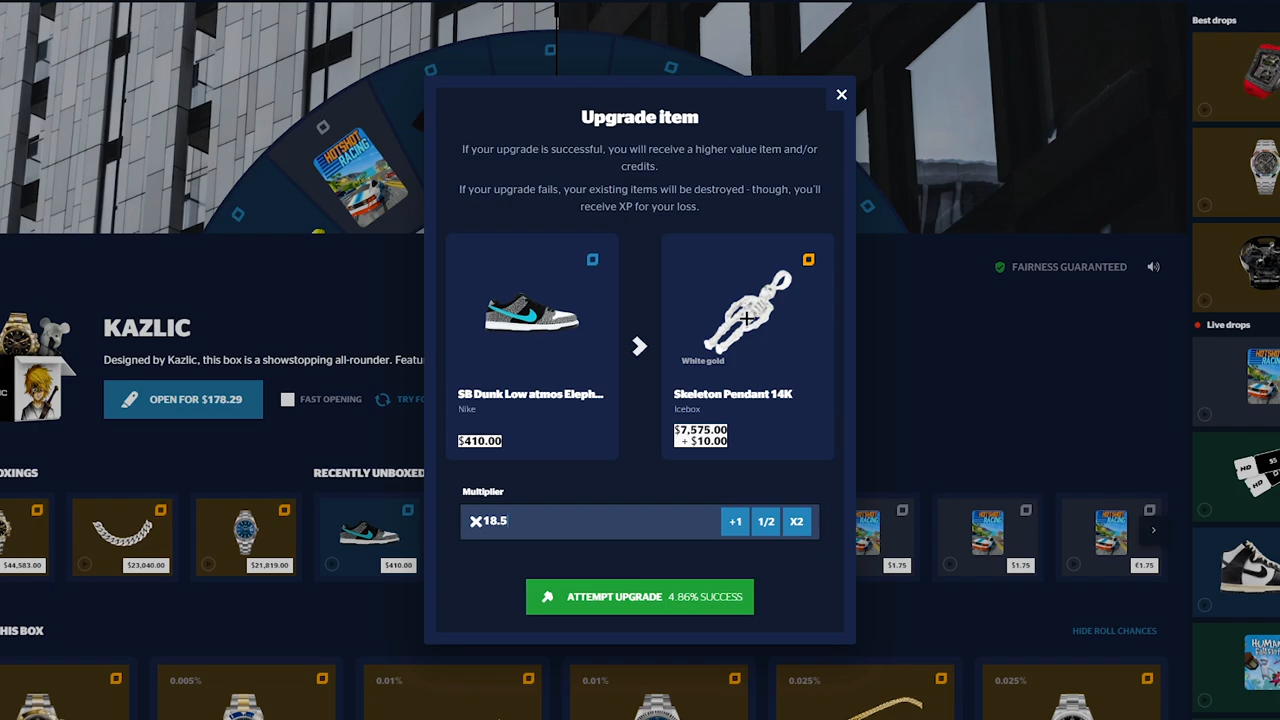 Best drops
Upgrade item
If your upgrade is successful, you will receive a higher value item and/or
credits.
If your upgrade fails, your existing items will be destroyed - though, you'll
receive XP for your loss.
HOTSHOT
RACING
FAIRNESS GUARANTEED
KAZLIC
Designed by Kazlic, this box is a showstopping all-rounder. Featu
OPEN FOR $178.29
FAST OPENING
TRY FO
White gold
SB Dunk Low atmos Eleph...
Nike
$410.00
Skeleton Pendant 14K
Icebox
$7,575.00
+ $10.00
Live drops
OXINGS
RECENTLY UNBOXED
$44,583.00
$23,040.00
$21,819.00
$410.00
$1.75
$1.75
€1.75
Multiplier
18.5
+1
1/2
X2
ATTEMPT UPGRADE 4.86% SUCCESS
HIS BOX
HIDE ROLL CHANCES
0.005%
0.01%
0.01%
0.025%
0.025%